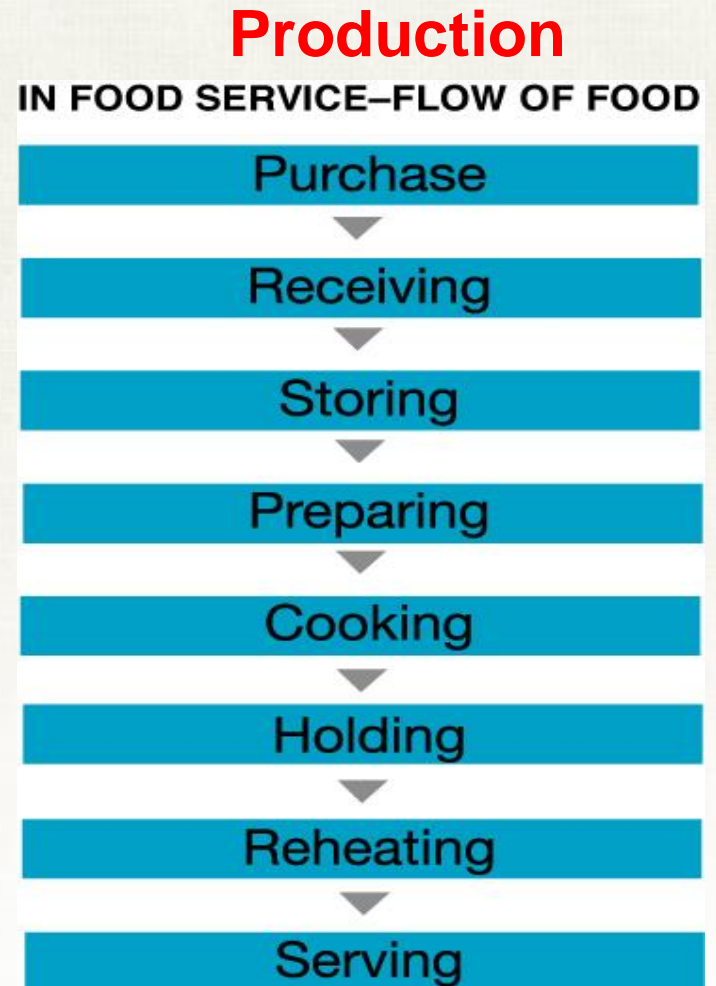 Production
IN FOOD SERVICE–FLOW OF FOOD
Purchase
Receiving
Storing
Preparing
Cooking
Holding
Reheating
Serving